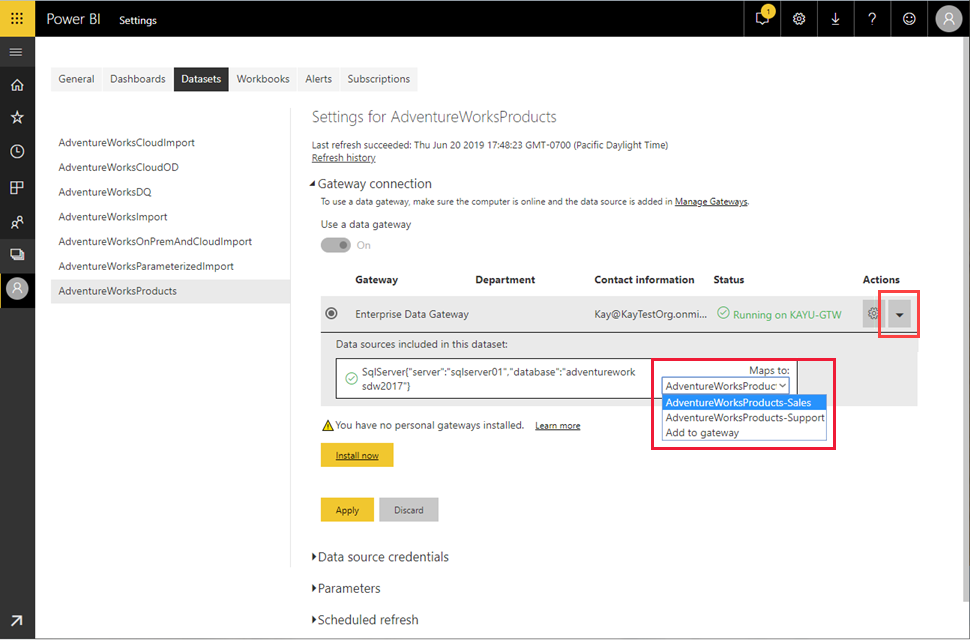 Power BI Settings 1 ?
General Dashboards Datasets Workbooks Alerts Subscriptions
AdventureWorksCloudImport
AdventureWorksCloudOD
AdventureWorksDQ
AdventureWorksImport
AdventureWorksOnPremAndCloudImport
AdventureWorksParameterizedImport
AdventureWorksProducts
Settings for AdventureWorksProducts
Last refresh succeeded: Thu Jun 20 2019 17:48:23 GMT-0700 (Pacific Daylight Time)
Refresh history
Gateway connection
To use a data gateway, make sure the computer is online and the data source is added in Manage Gateways.
Use a data gateway
On
Gateway Department Contact information Status Actions
Enterprise Data Gateway Kay@KayTestOrg.onmi... Running on KAYU-GTW
Data sources included in this dataset:
SqlServer{"server":"sqlserver01","database":"adventurework
sdw2017"}
Maps to:
AdventureWorksProduc
AdventureWorksProducts-Sales
AdventureWorksProducts-Support
Add to gateway
You have no personal gateways installed. Learn more
Install now
Apply Discard
Data source credentials
Parameters
Scheduled refresh